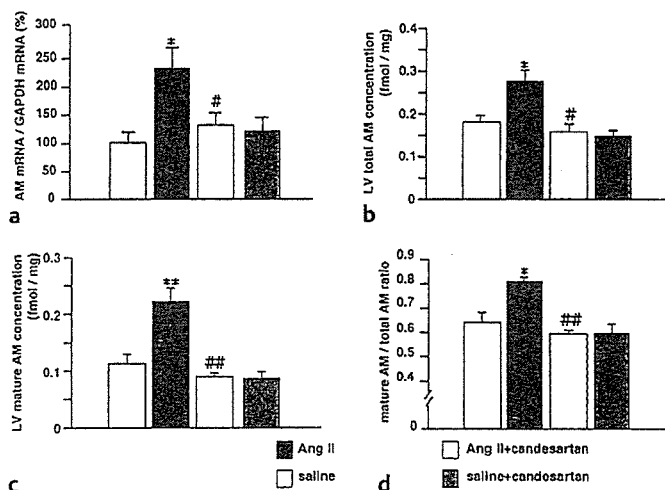 AM mRNA / GAPDH mRNA (%)
300
250
200
150
100
50
0
*
#
a
LV total AM concentration
(fmol / mg)
0.4
0.3
0.2
0.1
0
*
#
b
LV mature AM concentration
(fmol / mg)
0.3
0.2
0.1
0
**
##
c
mature AM / total AM ratio
0.9
0.8
0.7
0.6
0.5
0.4
*
##
d
Ang II
saline
Ang II+candesartan
saline+candosartan